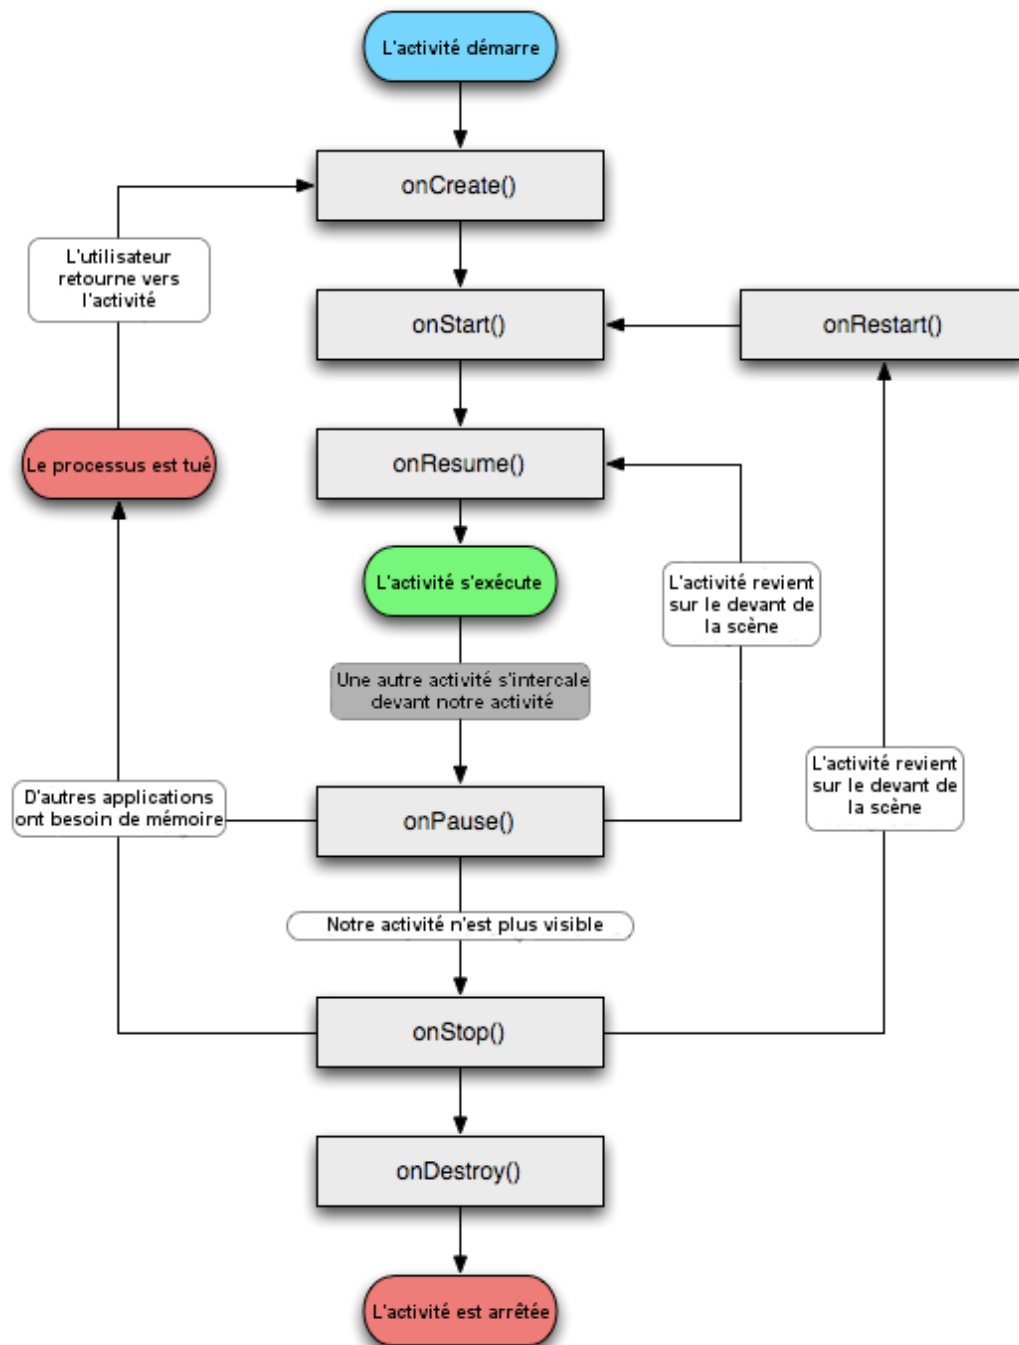 L'activité démarre
onCreate()
L'utilisateur
retourne vers
l'activité
onStart()
onRestart()
Le processus est tué
onResume()
L'activité s'exécute
L'activité revient
sur le devant de
la scène
Une autre activité s'intercale
devant notre activité
D'autres applications
ont besoin de mémoire
onPause()
L'activité revient
sur le devant de
la scène
Notre activité n'est plus visible
onStop()
onDestroy()
L'activité est arrêtée